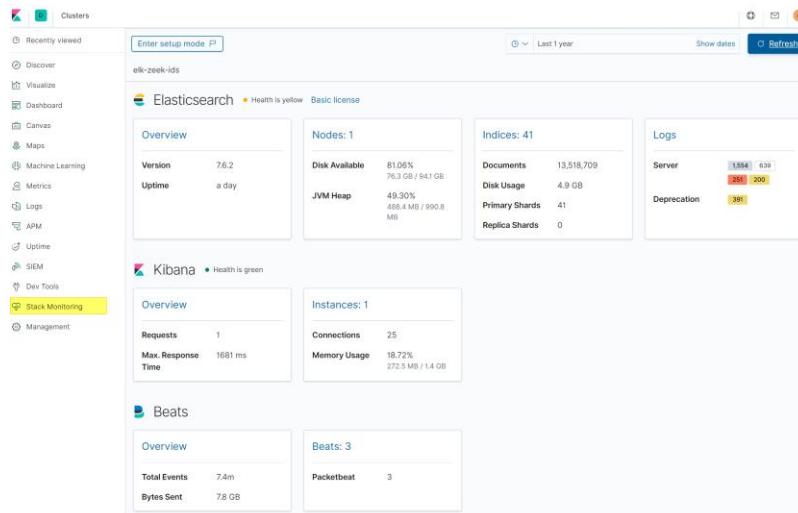 D Clusters
Recently viewed
Discover
Visualize
Dashboard
Canvas
Maps
Machine Learning
Metrics
Logs
APM
Uptime
SIEM
Dev Tools
Stack Monitoring
Management
Enter setup mode
Last 1 year Show dates Refresh
elk-zeek-ids
Elasticsearch Health is yellow Basic license
Overview
Version 7.6.2
Uptime a day
Nodes: 1
Disk Available 81.06%
76.3 GB / 94.1 GB
JVM Heap 49.30%
488.4 MB / 990.8
MB
Indices: 41
Documents 13,518,709
Disk Usage 4.9 GB
Primary Shards 41
Replica Shards 0
Logs
Server 1,554 639
251 200
Deprecation 391
Kibana Health is green
Overview
Requests 1
Max. Response 1681 ms
Time
Instances: 1
Connections 25
Memory Usage 18.72%
272.5 MB / 1.4 GB
Beats
Overview
Total Events 7.4m
Bytes Sent 7.8 GB
Beats: 3
Packetbeat 3